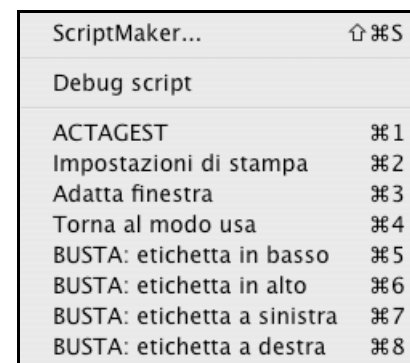 ScriptMaker... ⇧⌘S
Debug script
ACTAGEST ⌘1
Impostazioni di stampa ⌘2
Adatta finestra ⌘3
Torna al modo usa ⌘4
BUSTA: etichetta in basso ⌘5
BUSTA: etichetta in alto ⌘6
BUSTA: etichetta a sinistra ⌘7
BUSTA: etichetta a destra ⌘8